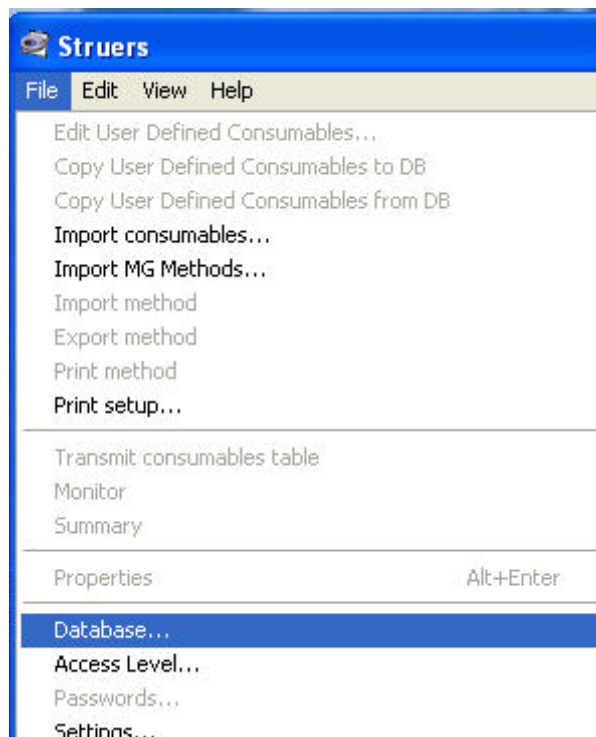 Struers
File Edit View Help
Edit User Defined Consumables...
Copy User Defined Consumables to DB
Copy User Defined Consumables from DB
Import consumables...
Import MG Methods...
Import method
Export method
Print method
Print setup...
Transmit consumables table
Monitor
Summary
Properties Alt+Enter
Database...
Access Level...
Passwords...
Settings...